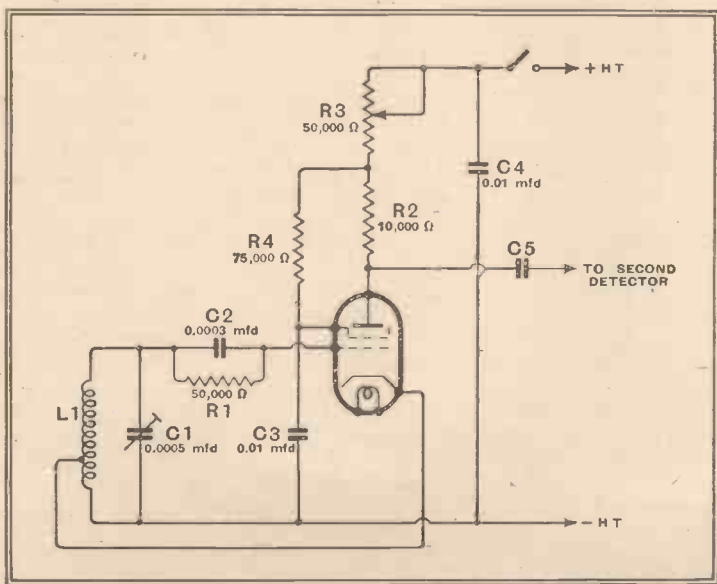 + HT
R3
50,000 Ω
C4
0.01 mfd
R2
10,000 Ω
R4
75,000 Ω
C5
TO SECOND
DETECTOR
C2
0.0003 mfd
50,000 Ω
R1
L1
C1
0.0005 mfd
C3
0.01 mfd
- HT